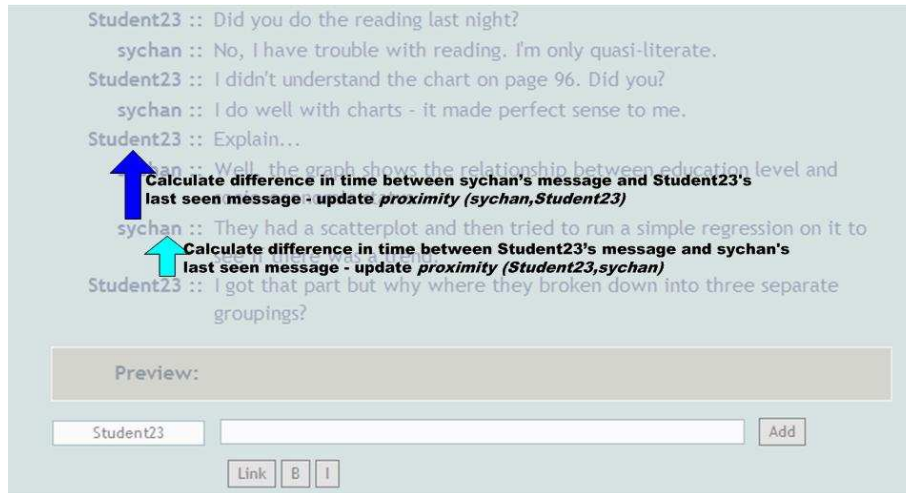 Student23 :: Did you do the reading last night?
sychan :: No, I have trouble with reading. I'm only quasi-literate.
Student23 :: I didn't understand the chart on page 96. Did you?
sychan :: I do well with charts - it made perfect sense to me.
Student23 :: Explain...
sychan :: Well, the graph shows the relationship between education level and
Calculate difference in time between sychan's message and Student23's
last seen message - update proximity (sychan,Student23)
sychan :: They had a scatterplot and then tried to run a simple regression on it to
see if there was a trend.
Calculate difference in time between Student23's message and sychan's
last seen message - update proximity (Student23,sychan)
Student23 :: I got that part but why where they broken down into three separate
groupings?
Preview:
Student23
Add
Link B I